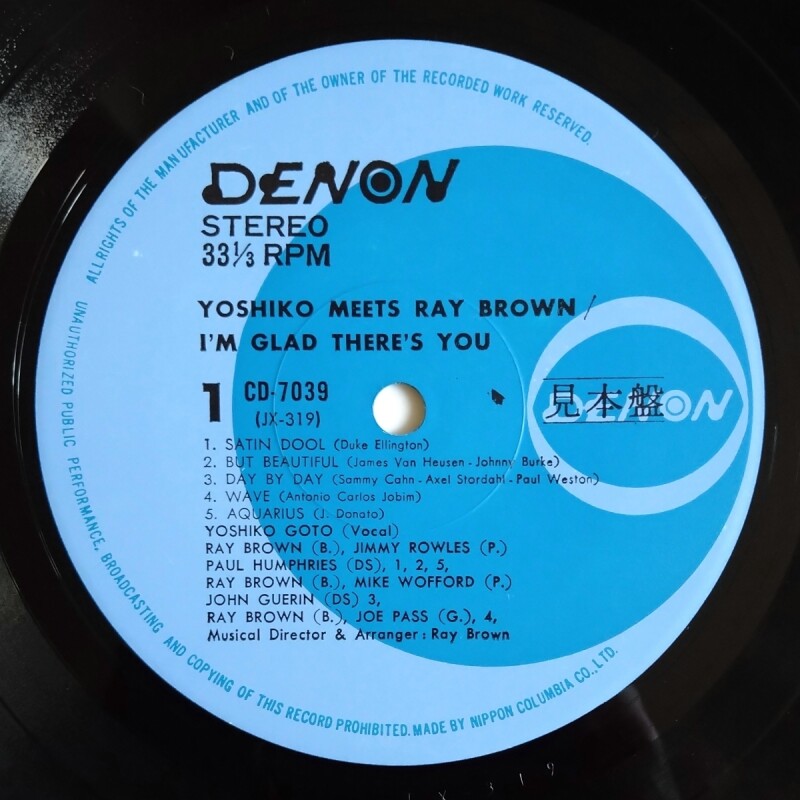 ALL RIGHTS OF THE MANUFACTURER AND OF THE OWNER OF THE RECORDED WORK RESERVED.
DENON
STEREO
33⅓ RPM
YOSHIKO MEETS RAY BROWN /
I'M GLAD THERE'S YOU
1 CD-7039
(JX-319)
見本盤
DENON
1. SATIN DOOL (Duke Ellington)
2. BUT BEAUTIFUL (James Van Heusen - Johnny Burke)
3. DAY BY DAY (Sammy Cahn - Axel Stordahl - Paul Weston)
4. WAVE (Antonio Carlos Jobim)
5. AQUARIUS (J. Donato)
YOSHIKO GOTO (Vocal)
RAY BROWN (B.), JIMMY ROWLES (P.)
PAUL HUMPHRIES (DS), 1, 2, 5,
RAY BROWN (B.), MIKE WOFFORD (P.)
JOHN GUERIN (DS) 3,
RAY BROWN (B.), JOE PASS (G.), 4,
Musical Director & Arranger : Ray Brown
UNAUTHORIZED PUBLIC PERFORMANCE, BROADCASTING AND COPYING OF THIS RECORD PROHIBITED. MADE BY NIPPON COLUMBIA CO., LTD.